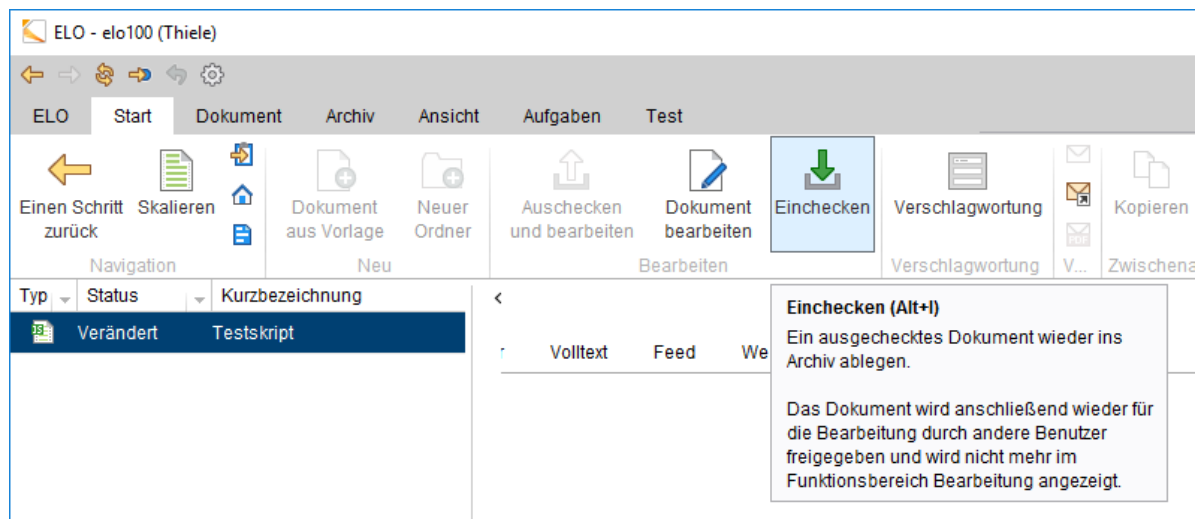 ELO - elo100 (Thiele)
ELO Start Dokument Archiv Ansicht Aufgaben Test
Einen Schritt zurück
Skalieren
Dokument aus Vorlage
Neuer Ordner
Auschecken und bearbeiten
Dokument bearbeiten
Einchecken
Verschlagwortung
Kopieren
Navigation Neu Bearbeiten Verschlagwortung V... Zwischena
Typ Status Kurzbezeichnung
Verändert Testskript
Volltext Feed We
Einchecken (Alt+I)
Ein ausgechecktes Dokument wieder ins
Archiv ablegen.
Das Dokument wird anschließend wieder für
die Bearbeitung durch andere Benutzer
freigegeben und wird nicht mehr im
Funktionsbereich Bearbeitung angezeigt.